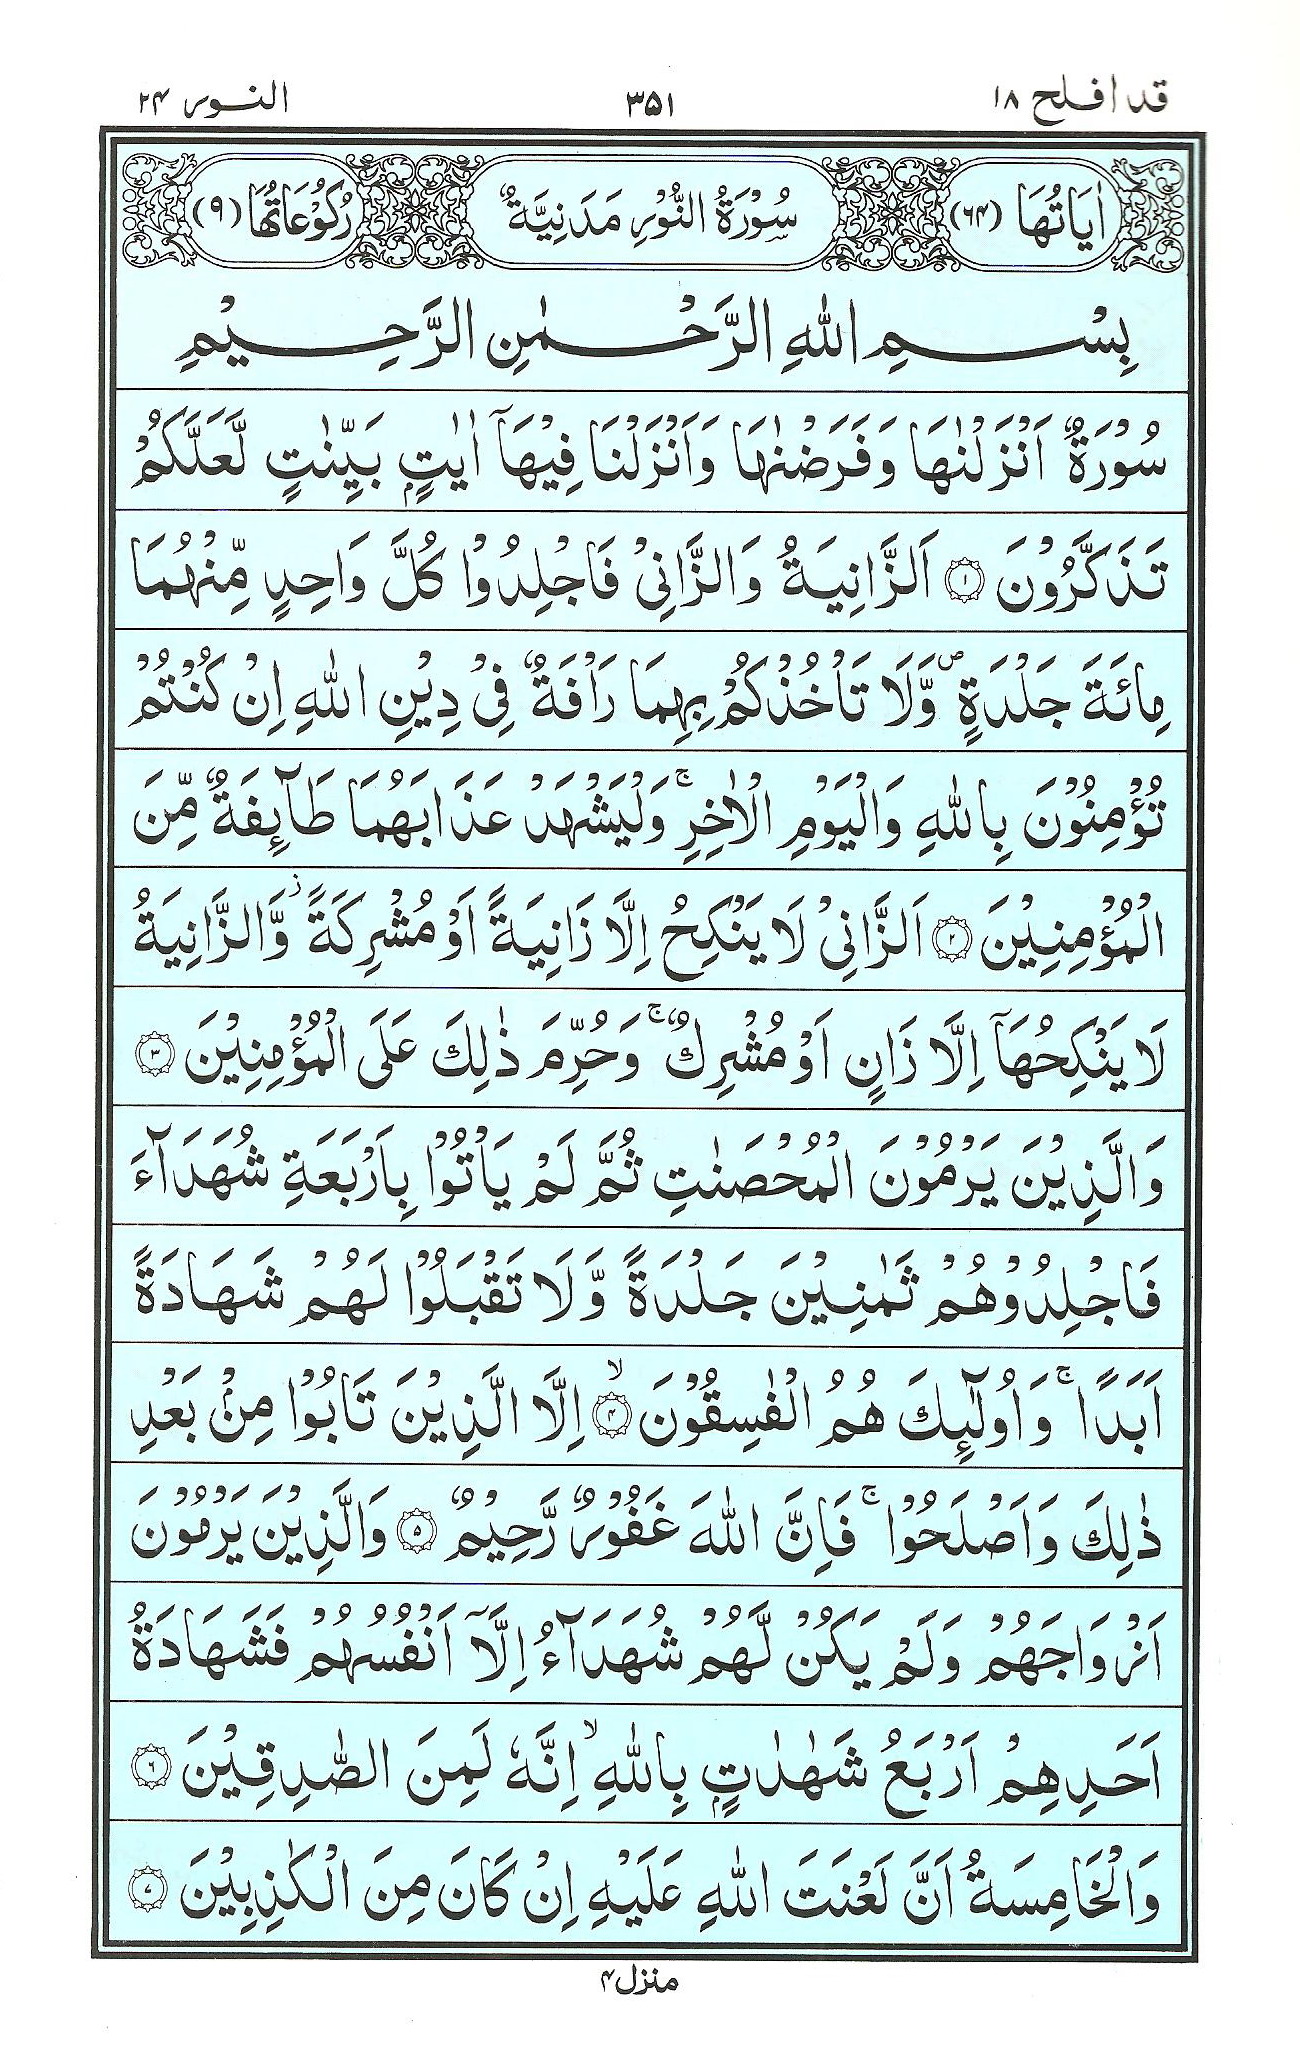 قد افلح ۱۸
۳۵۱
النور ۲۴
اٰيَاتُهَا (۶۴)
سُوْرَةُ النُّوْرِ مَدَنِيَّةٌ
رُكُوْعَاتُهَا (۹)
بِسْمِ اللّٰهِ الرَّحْمٰنِ الرَّحِيْمِ
سُوْرَةٌ اَنْزَلْنٰهَا وَفَرَضْنٰهَا وَاَنْزَلْنَا فِيْهَآ اٰيٰتٍۭ بَيِّنٰتٍ لَّعَلَّكُمْ
تَذَكَّرُوْنَ ۝۱ اَلزَّانِيَةُ وَالزَّانِيْ فَاجْلِدُوْا كُلَّ وَاحِدٍ مِّنْهُمَا
مِائَةَ جَلْدَةٍ ص وَّلَا تَاْخُذْكُمْ بِهِمَا رَاْفَةٌ فِيْ دِيْنِ اللّٰهِ اِنْ كُنْتُمْ
تُؤْمِنُوْنَ بِاللّٰهِ وَالْيَوْمِ الْاٰخِرِ ۚ وَلْيَشْهَدْ عَذَابَهُمَا طَآئِفَةٌ مِّنَ
الْمُؤْمِنِيْنَ ۝۲ اَلزَّانِيْ لَا يَنْكِحُ اِلَّا زَانِيَةً اَوْ مُشْرِكَةً ز وَّالزَّانِيَةُ
لَا يَنْكِحُهَآ اِلَّا زَانٍ اَوْ مُشْرِكٌ ۚ وَحُرِّمَ ذٰلِكَ عَلَى الْمُؤْمِنِيْنَ ۝۳
وَالَّذِيْنَ يَرْمُوْنَ الْمُحْصَنٰتِ ثُمَّ لَمْ يَاْتُوْا بِاَرْبَعَةِ شُهَدَآءَ
فَاجْلِدُوْهُمْ ثَمٰنِيْنَ جَلْدَةً وَّلَا تَقْبَلُوْا لَهُمْ شَهَادَةً
اَبَدًا ۚ وَاُولٰٓئِكَ هُمُ الْفٰسِقُوْنَ ۙ ۝۴ اِلَّا الَّذِيْنَ تَابُوْا مِنْۢ بَعْدِ
ذٰلِكَ وَاَصْلَحُوْا ۚ فَاِنَّ اللّٰهَ غَفُوْرٌ رَّحِيْمٌ ۝۵ وَالَّذِيْنَ يَرْمُوْنَ
اَزْوَاجَهُمْ وَلَمْ يَكُنْ لَّهُمْ شُهَدَآءُ اِلَّآ اَنْفُسُهُمْ فَشَهَادَةُ
اَحَدِهِمْ اَرْبَعُ شَهٰدٰتٍۭ بِاللّٰهِ ۙ اِنَّهٗ لَمِنَ الصّٰدِقِيْنَ ۝۶
وَالْخَامِسَةُ اَنَّ لَعْنَتَ اللّٰهِ عَلَيْهِ اِنْ كَانَ مِنَ الْكٰذِبِيْنَ ۝۷
منزل ۴